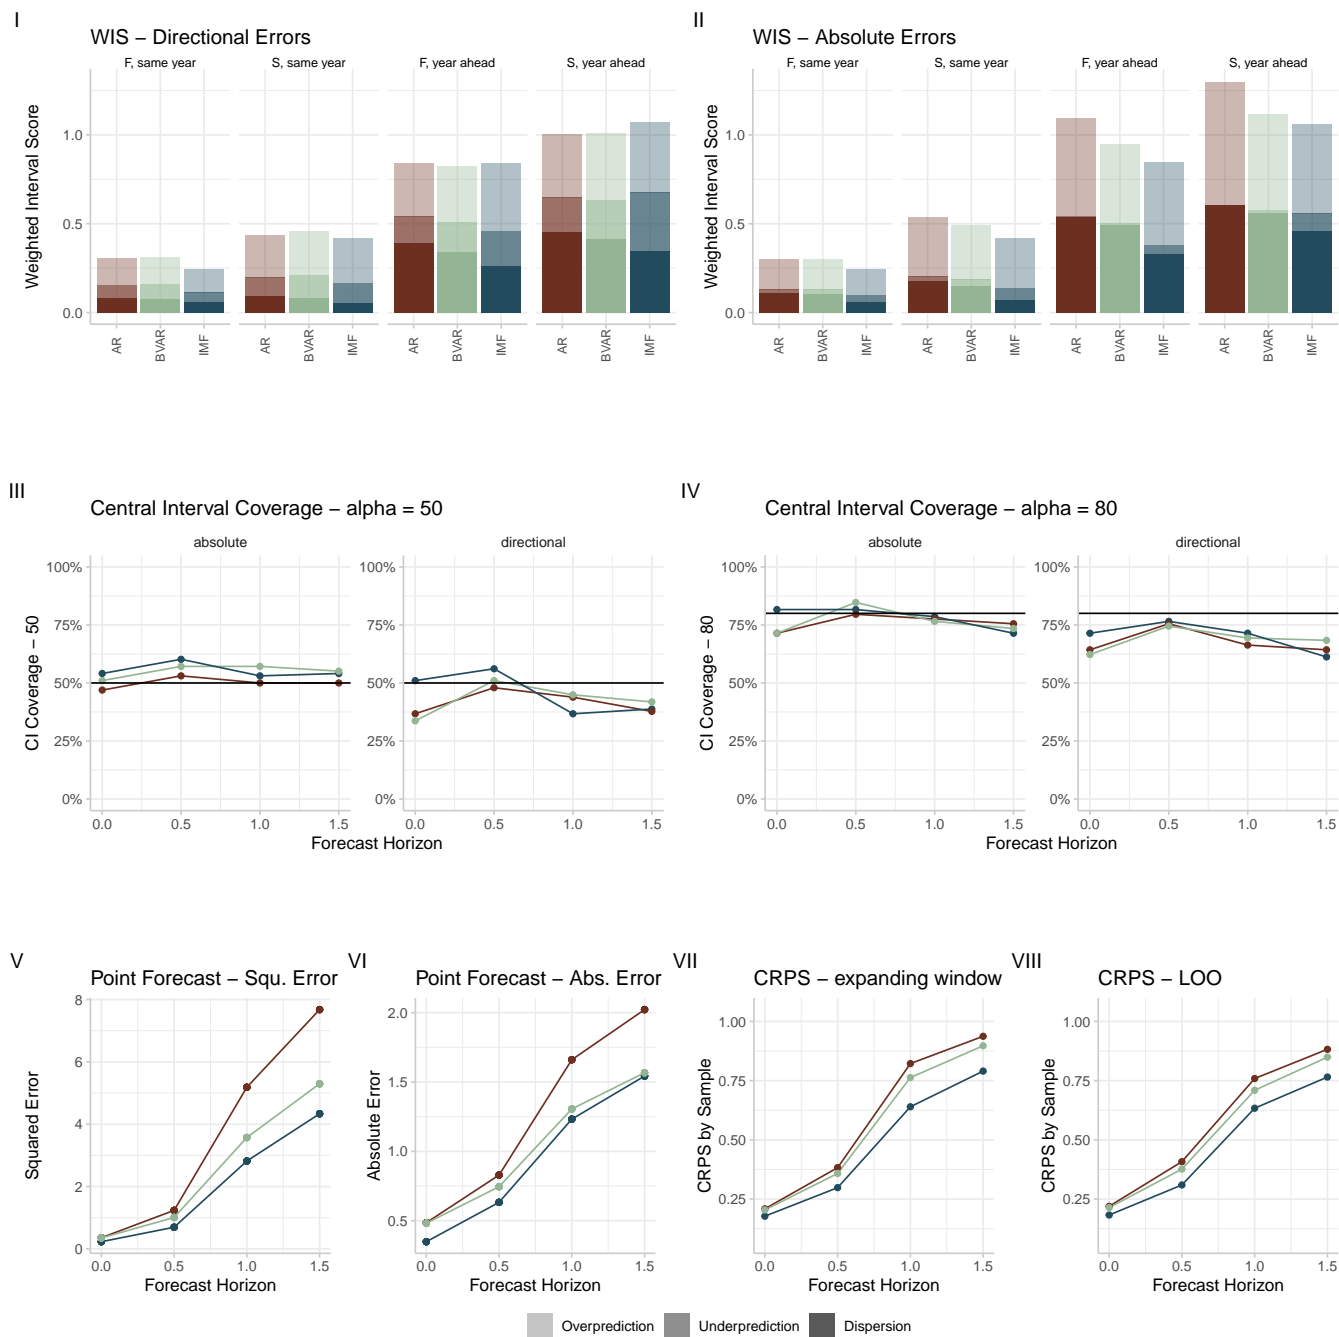 I
II
WIS – Directional Errors
WIS – Absolute Errors
F, same year
S, same year
F, year ahead
S, year ahead
F, same year
S, same year
F, year ahead
S, year ahead
Weighted Interval Score
1.0
0.5
0.0
AR
BVAR
IMF
AR
BVAR
IMF
AR
BVAR
IMF
AR
BVAR
IMF
Weighted Interval Score
1.0
0.5
0.0
AR
BVAR
IMF
AR
BVAR
IMF
AR
BVAR
IMF
AR
BVAR
IMF
III
Central Interval Coverage – alpha = 50
absolute
directional
CI Coverage – 50
100%
75%
50%
25%
0%
100%
75%
50%
25%
0%
0.0 0.5 1.0 1.5
0.0 0.5 1.0 1.5
Forecast Horizon
IV
Central Interval Coverage – alpha = 80
absolute
directional
CI Coverage – 80
100%
75%
50%
25%
0%
100%
75%
50%
25%
0%
0.0 0.5 1.0 1.5
0.0 0.5 1.0 1.5
Forecast Horizon
V
Point Forecast – Squ. Error
Squared Error
8
6
4
2
0
0.0 0.5 1.0 1.5
Forecast Horizon
VI
Point Forecast – Abs. Error
Absolute Error
2.0
1.5
1.0
0.5
0.0 0.5 1.0 1.5
Forecast Horizon
VII
CRPS – expanding window
CRPS by Sample
1.00
0.75
0.50
0.25
0.0 0.5 1.0 1.5
Forecast Horizon
VIII
CRPS – LOO
CRPS by Sample
1.00
0.75
0.50
0.25
0.0 0.5 1.0 1.5
Forecast Horizon
Overprediction Underprediction Dispersion